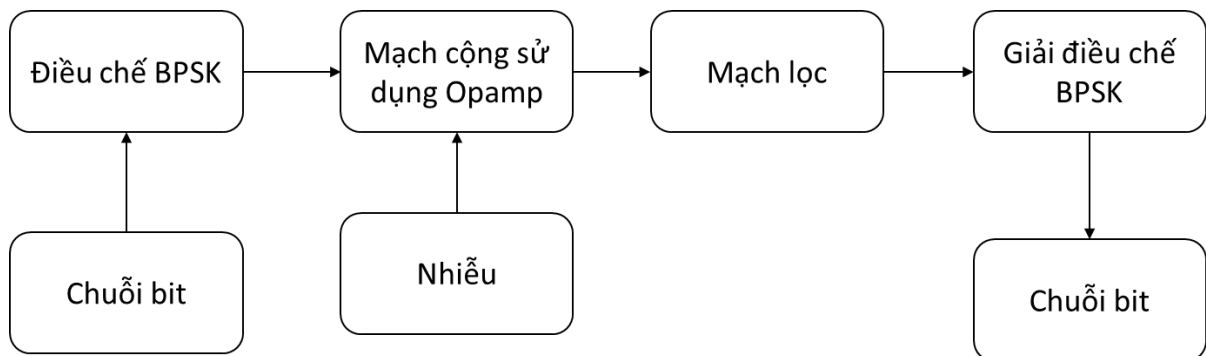 Điều chế BPSK
Mạch cộng sử
dụng Opamp
Mạch lọc
Giải điều chế
BPSK
Chuỗi bit
Nhiễu
Chuỗi bit